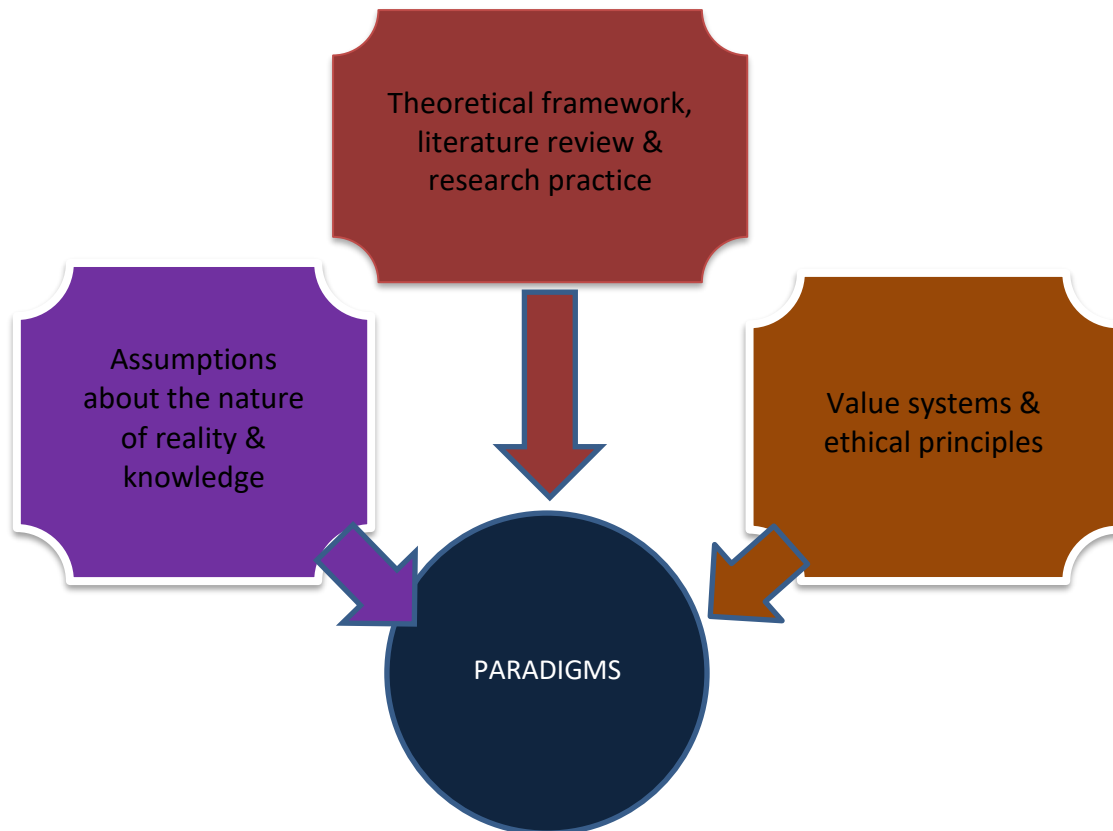 Theoretical framework,
literature review &
research practice
Assumptions
about the nature
of reality &
knowledge
Value systems &
ethical principles
PARADIGMS